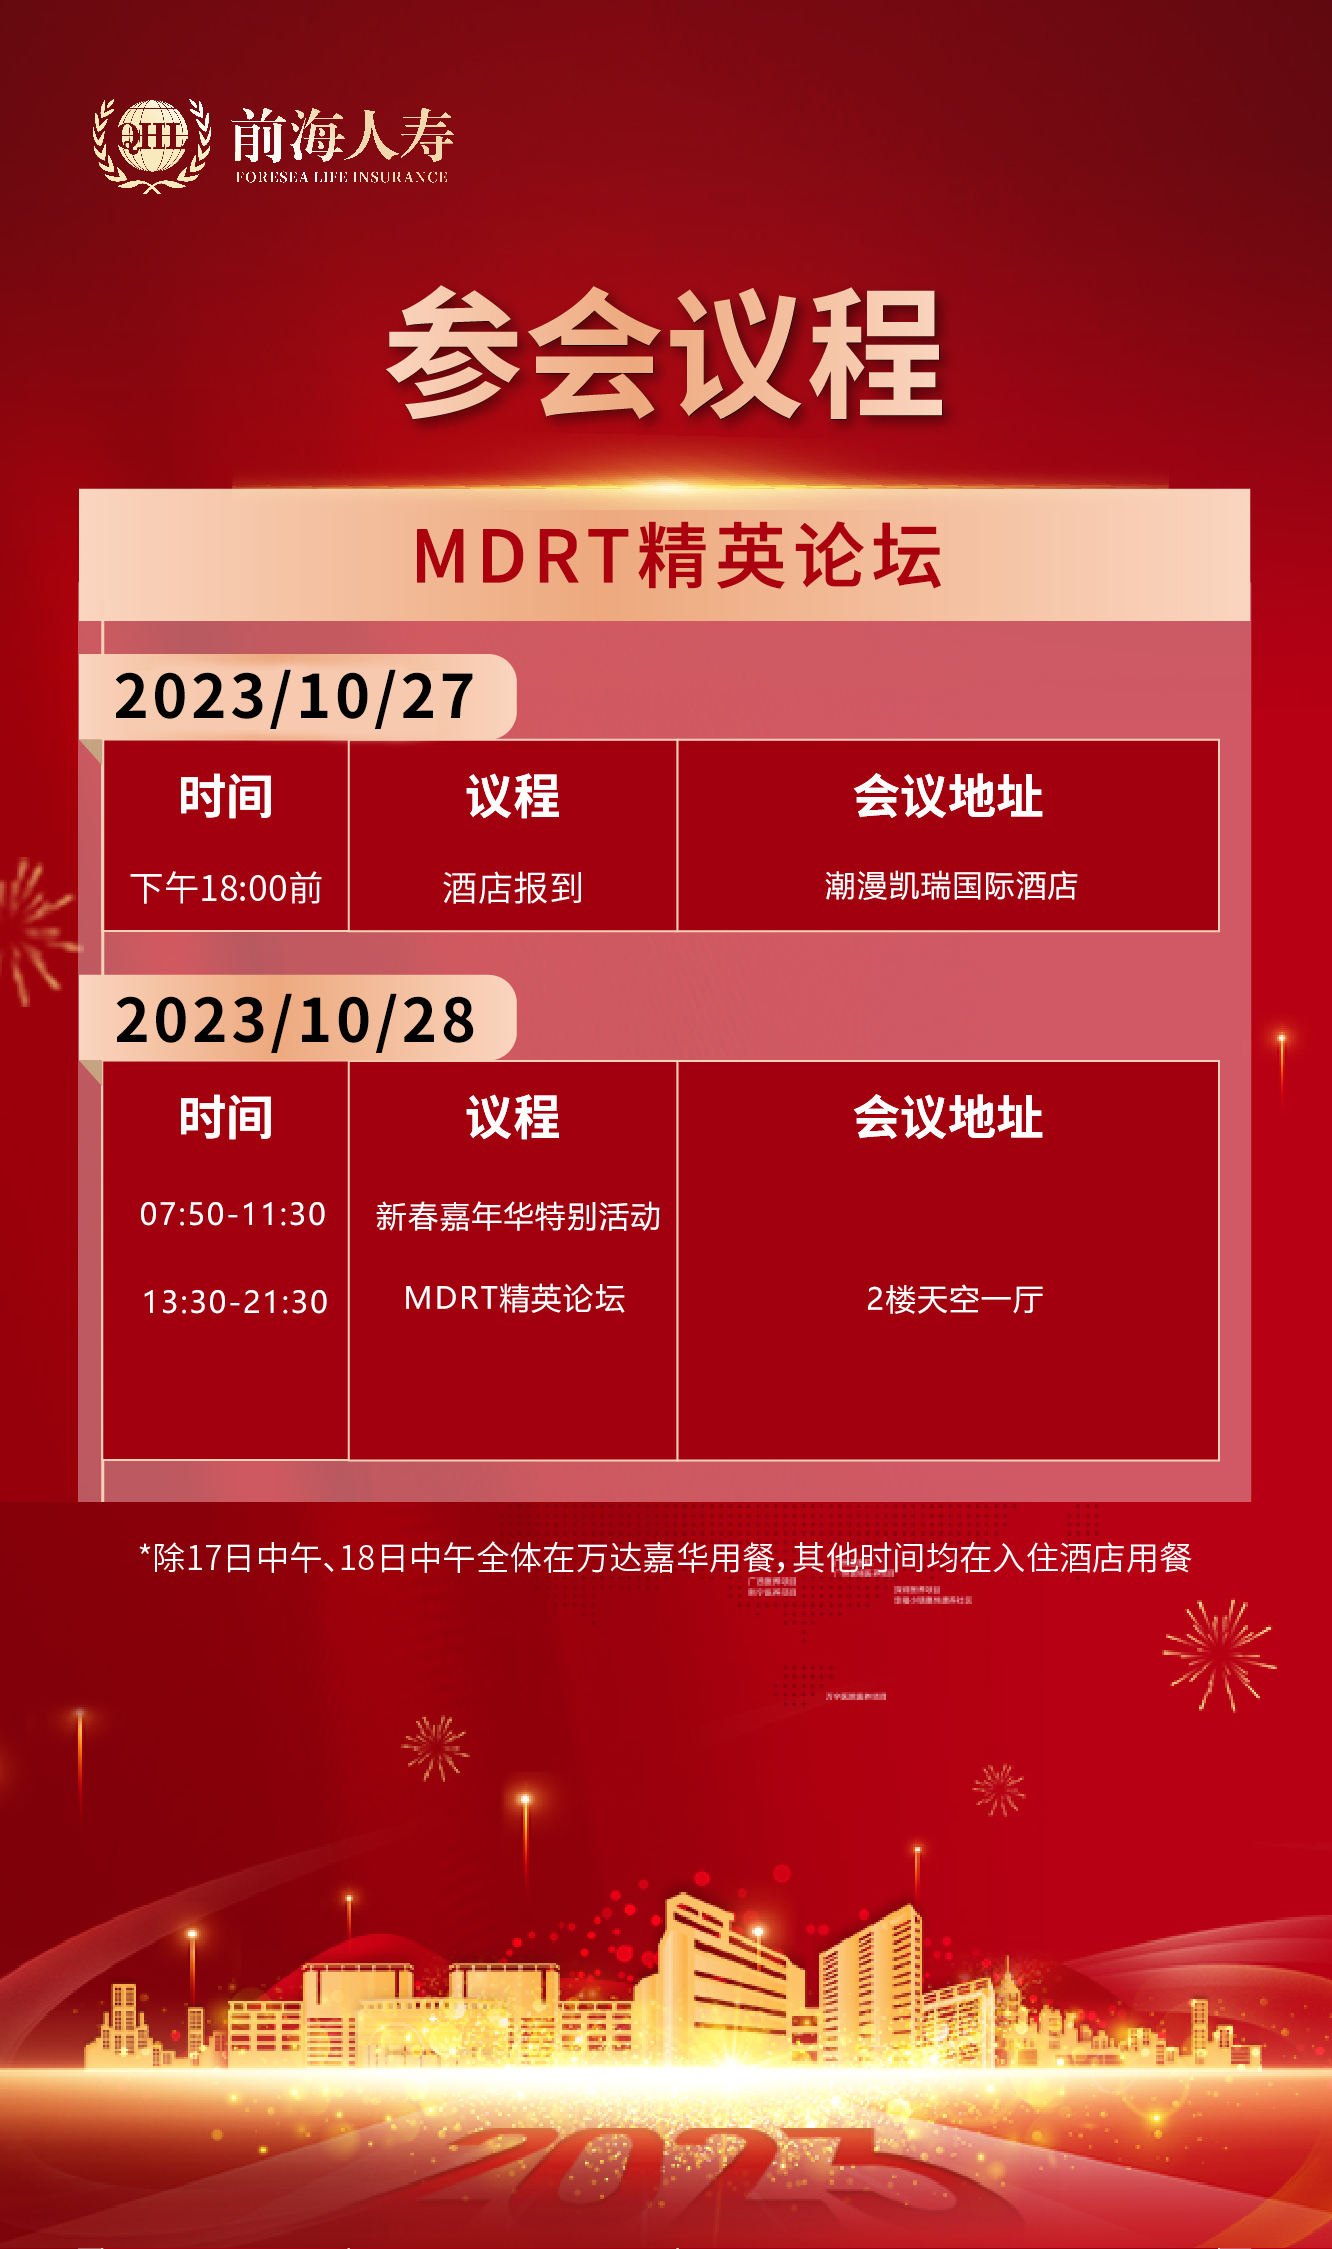 QHL
前海人寿
FORESEA LIFE INSURANCE
参会议程
MDRT精英论坛
2023/10/27
时间 议程 会议地址
下午18:00前 酒店报到 潮漫凯瑞国际酒店
2023/10/28
时间 议程 会议地址
07:50-11:30 新春嘉年华特别活动
13:30-21:30 MDRT精英论坛 2楼天空一厅
*除17日中午、18日中午全体在万达嘉华用餐，其他时间均在入住酒店用餐
2023